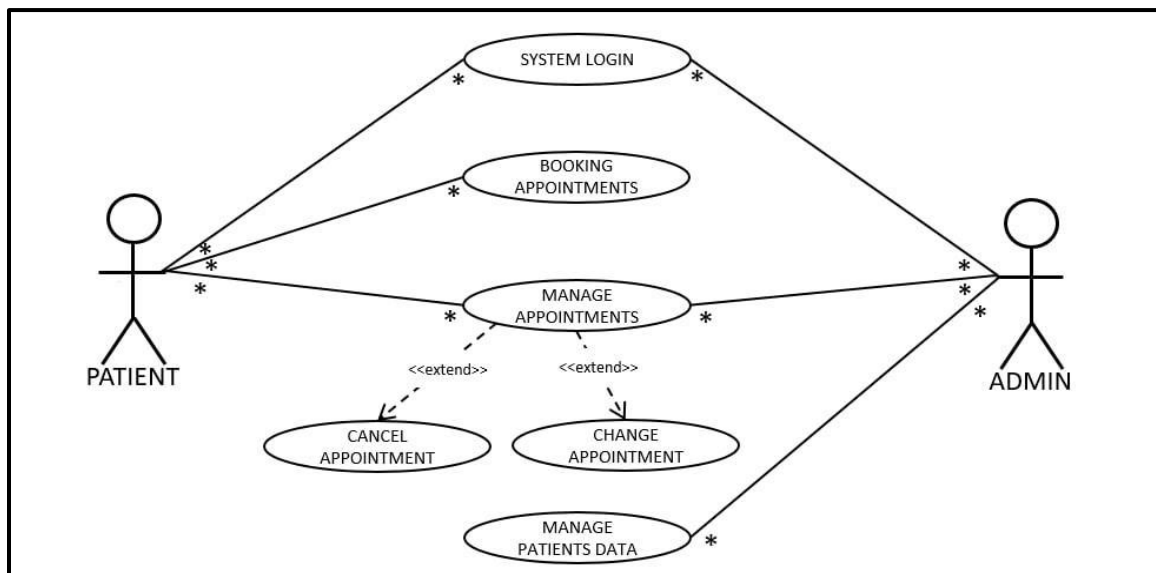 SYSTEM LOGIN
*
*
BOOKING
APPOINTMENTS
*
*
*
*
*
*
*
MANAGE
APPOINTMENTS
*
*
<<extend>>
<<extend>>
PATIENT
ADMIN
CANCEL
APPOINTMENT
CHANGE
APPOINTMENT
MANAGE
PATIENTS DATA
*